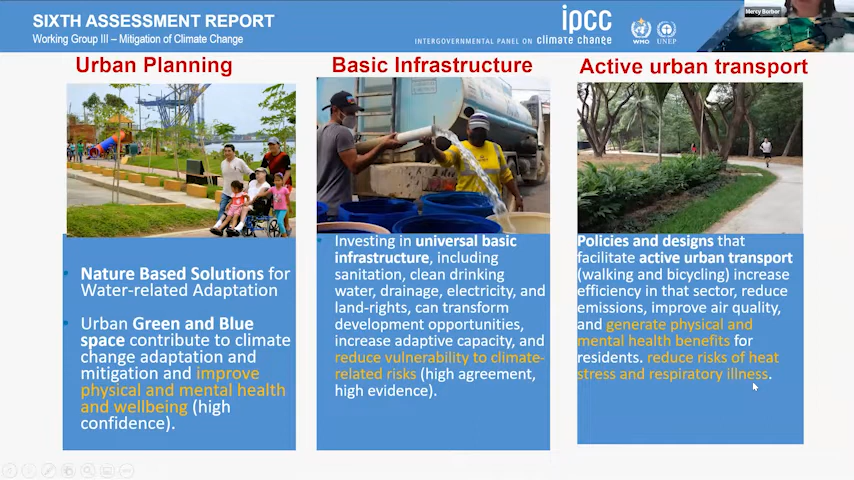 SIXTH ASSESSMENT REPORT
Working Group III – Mitigation of Climate Change
INTERGOVERNMENTAL PANEL ON climate change
ipcc
WMO
UNEP
Mercy Borbor
Urban Planning
Nature Based Solutions for
Water-related Adaptation
Urban Green and Blue
space contribute to climate
change adaptation and
mitigation and improve
physical and mental health
and wellbeing (high
confidence).
Basic Infrastructure
Investing in universal basic
infrastructure, including
sanitation, clean drinking
water, drainage, electricity, and
land-rights, can transform
development opportunities,
increase adaptive capacity, and
reduce vulnerability to climate-
related risks (high agreement,
high evidence).
Active urban transport
Policies and designs that
facilitate active urban transport
(walking and bicycling) increase
efficiency in that sector, reduce
emissions, improve air quality,
and generate physical and
mental health benefits for
residents. reduce risks of heat
stress and respiratory illness.